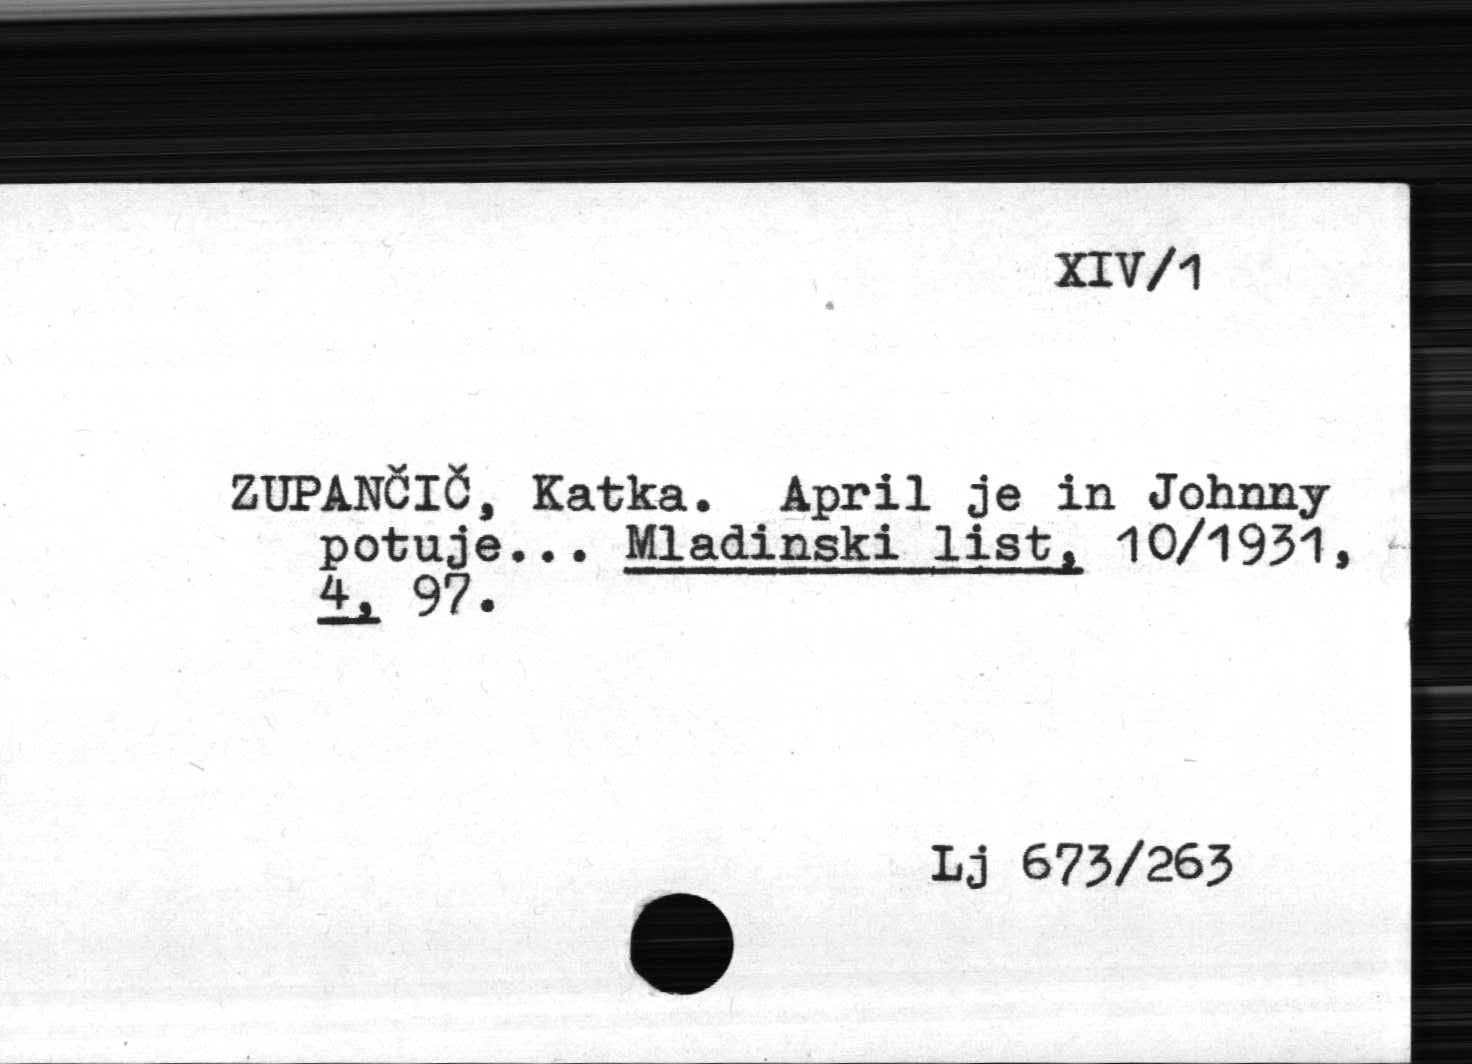 XIV/1
ZUPANČIČ, Katka. April je in Johnny
potuje... Mladinski list, 10/1931,
4, 97.
Lj 673/263